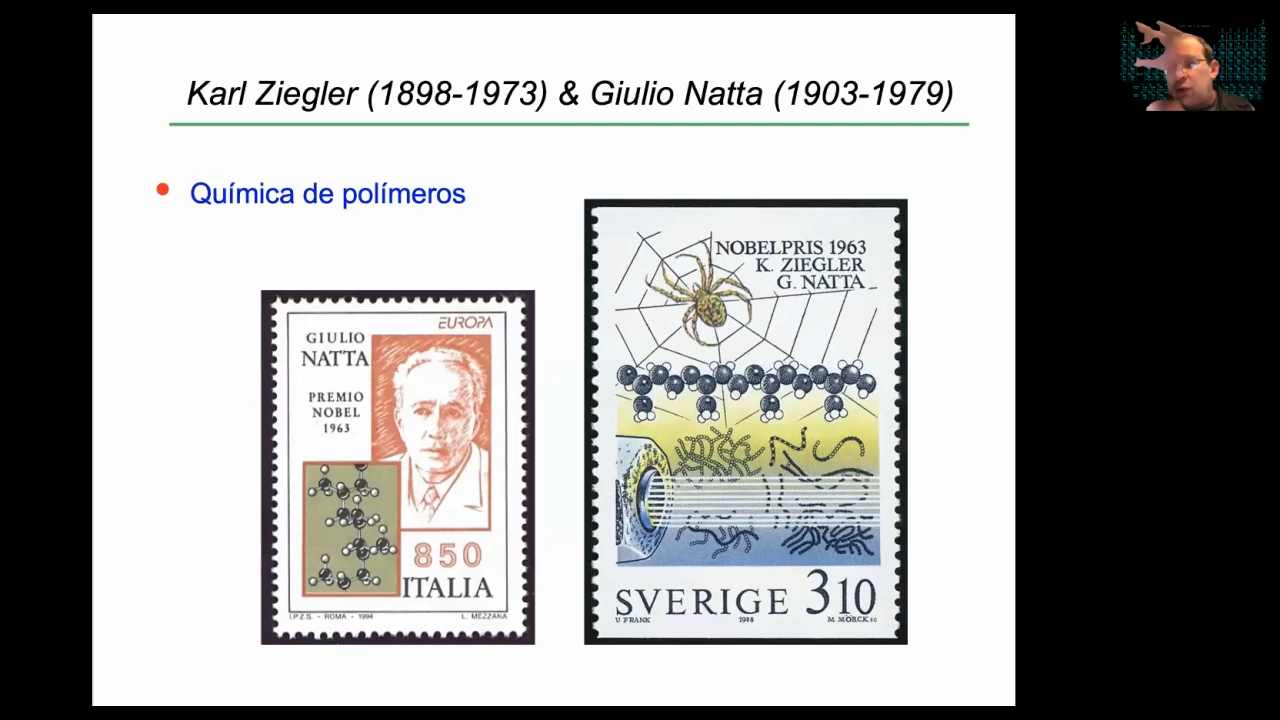 Karl Ziegler (1898-1973) & Giulio Natta (1903-1979)
• Química de polímeros
EUROPA
GIULIO
NATTA
PREMIO
NOBEL
1963
850
ITALIA
I.P.Z.S. - ROMA - 1994
L. MEZZANA
NOBELPRIS 1963
K. ZIEGLER
G. NATTA
SVERIGE 310
U FRANK
1988
M. MÖRCK SC